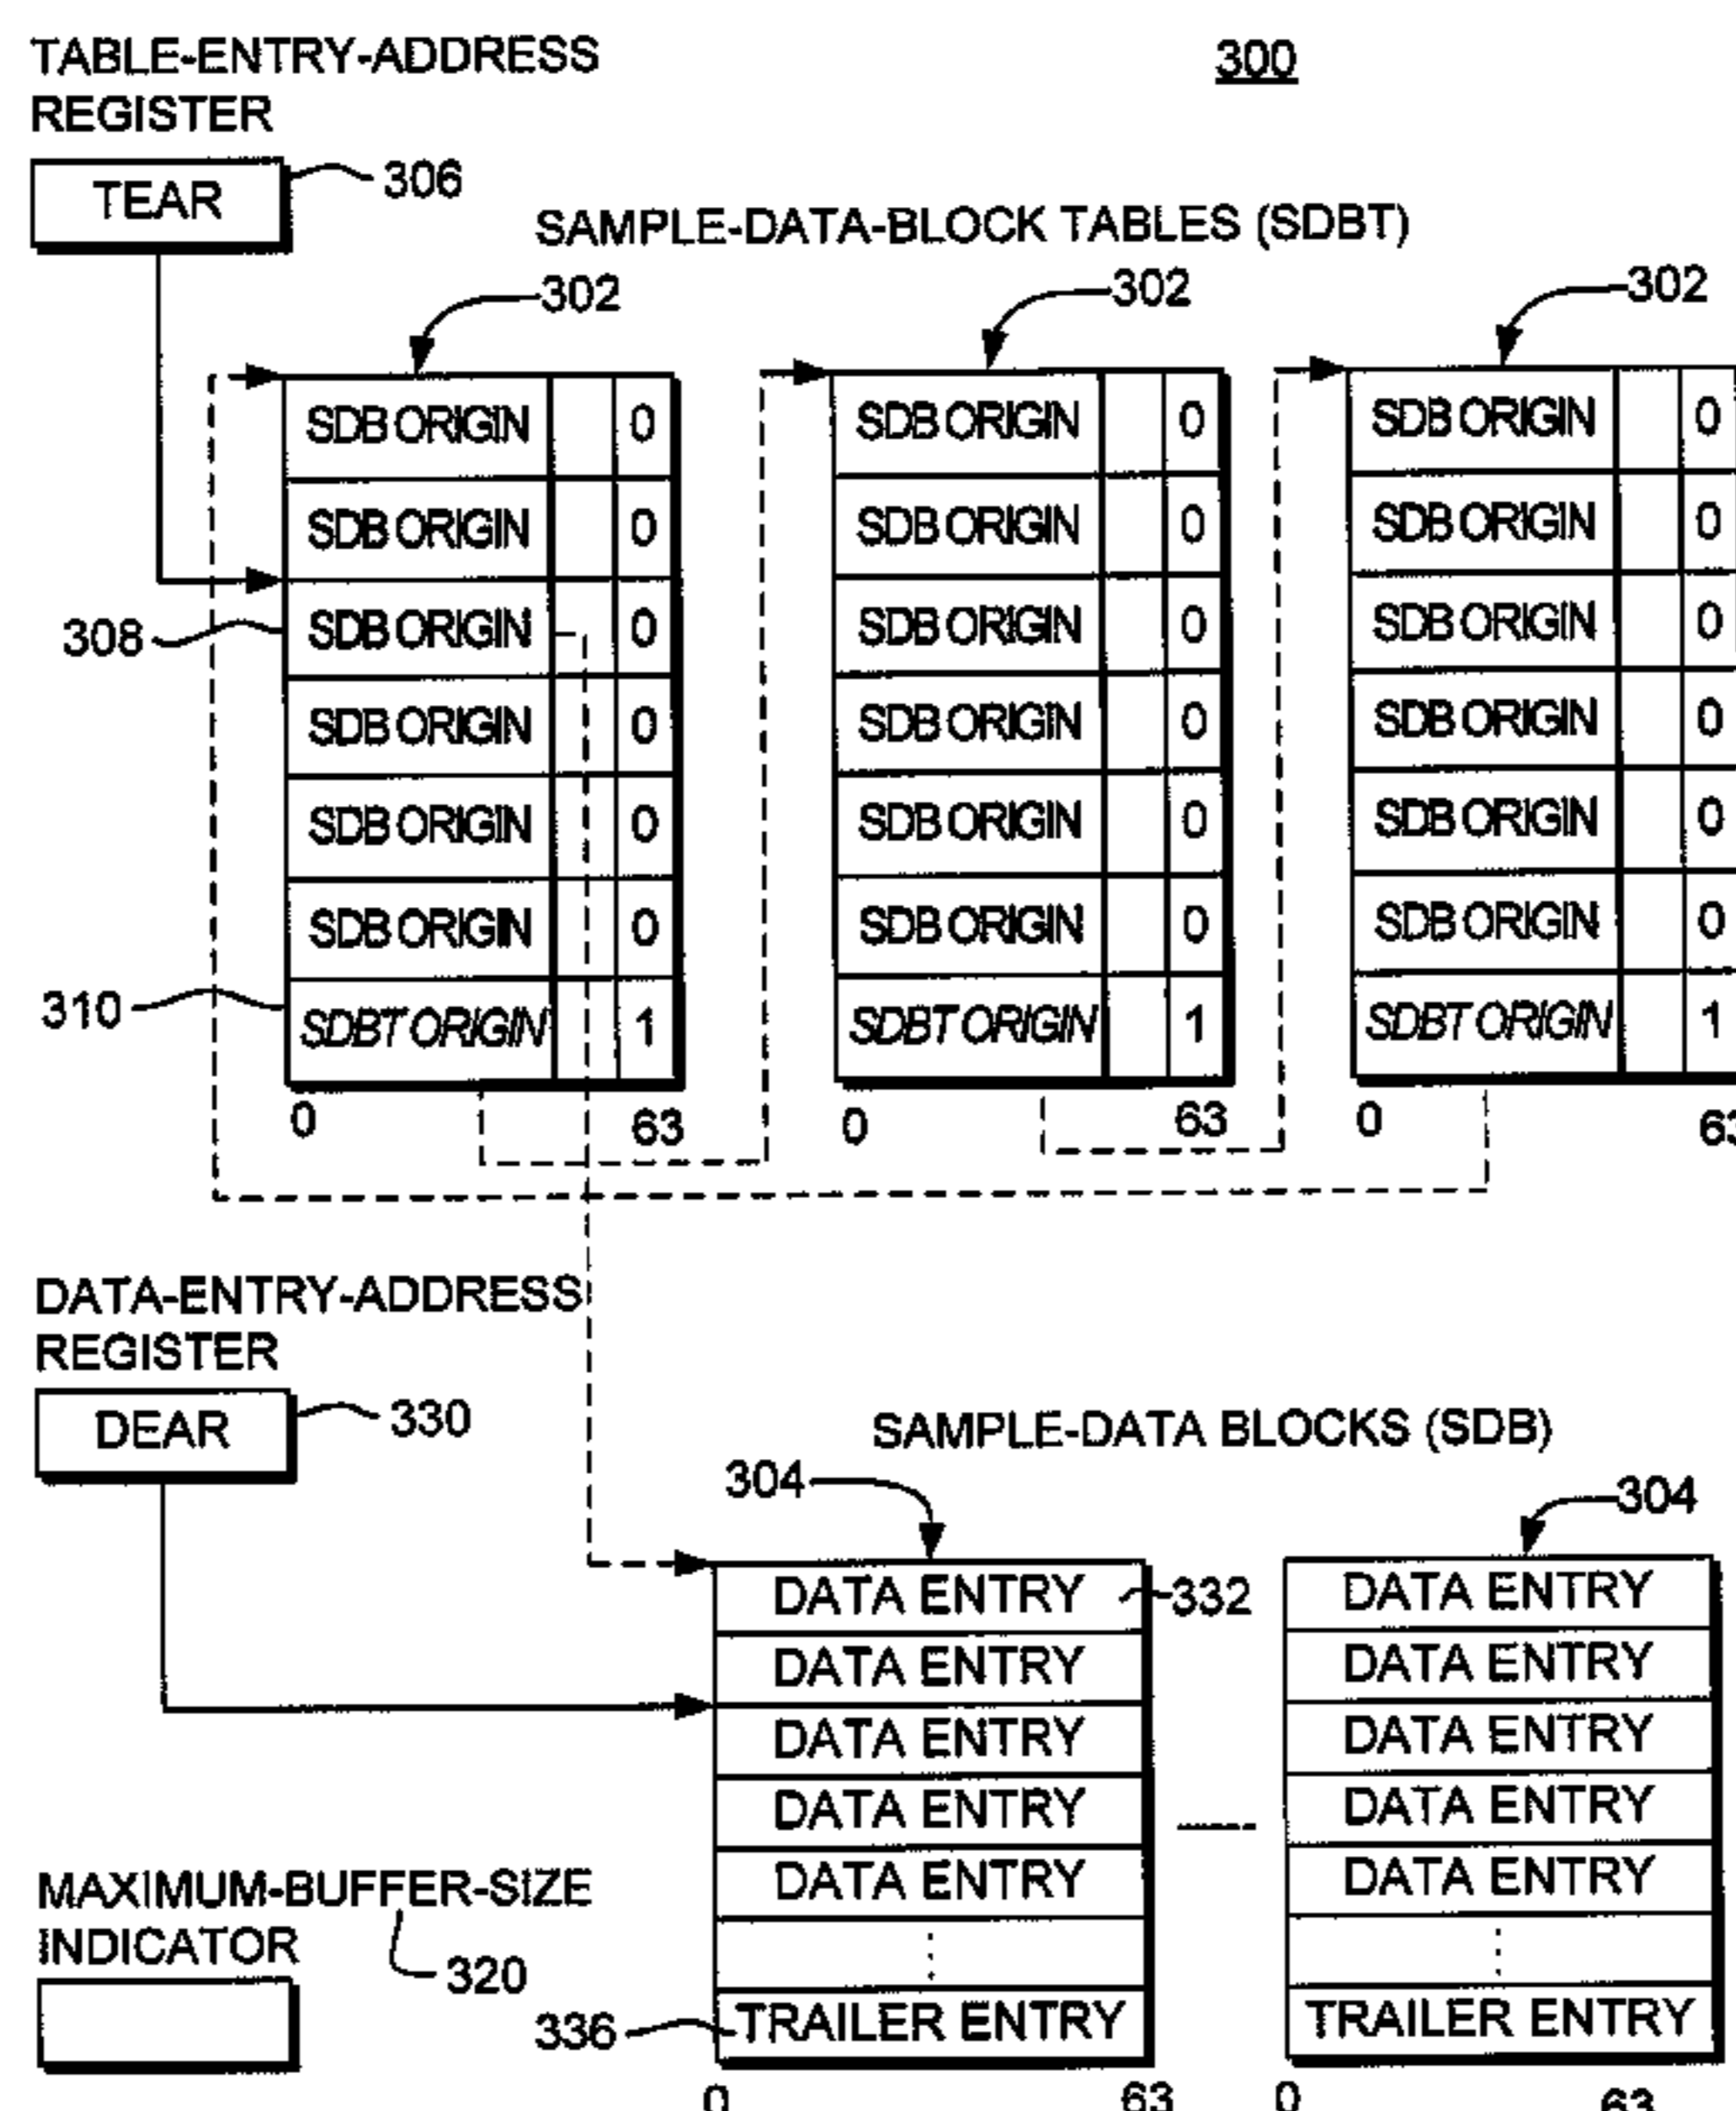 TABLE-ENTRY-ADDRESS
REGISTER
300
TEAR
306
SAMPLE-DATA-BLOCK TABLES (SDBT)
302 302 302
SDB ORIGIN 0 SDB ORIGIN 0 SDB ORIGIN 0
SDB ORIGIN 0 SDB ORIGIN 0 SDB ORIGIN 0
308 SDB ORIGIN 0 SDB ORIGIN 0 SDB ORIGIN 0
SDB ORIGIN 0 SDB ORIGIN 0 SDB ORIGIN 0
SDB ORIGIN 0 SDB ORIGIN 0 SDB ORIGIN 0
SDB ORIGIN 0 SDB ORIGIN 0 SDB ORIGIN 0
310 SDBT ORIGIN 1 SDBT ORIGIN 1 SDBT ORIGIN 1
0 63 0 63 0 63
DATA-ENTRY-ADDRESS
REGISTER
DEAR
330
SAMPLE-DATA BLOCKS (SDB)
304 304
DATA ENTRY 332 DATA ENTRY
DATA ENTRY DATA ENTRY
DATA ENTRY DATA ENTRY
DATA ENTRY DATA ENTRY
DATA ENTRY DATA ENTRY
MAXIMUM-BUFFER-SIZE
INDICATOR
320
336 TRAILER ENTRY TRAILER ENTRY
0 63 0 63